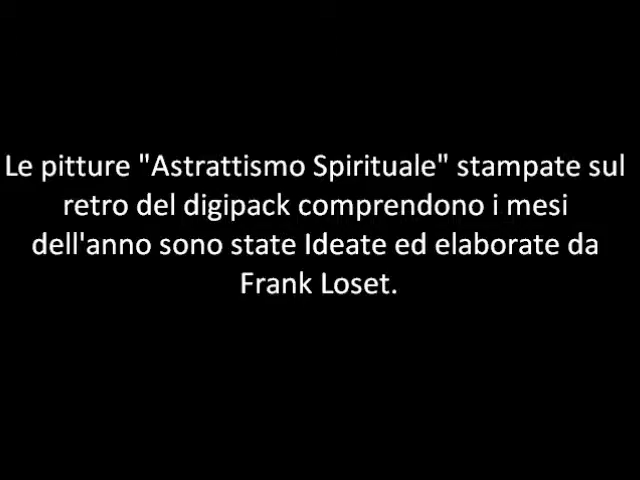 Le pitture "Astrattismo Spirituale" stampate sul
retro del digipack comprendono i mesi
dell'anno sono state Ideate ed elaborate da
Frank Loset.